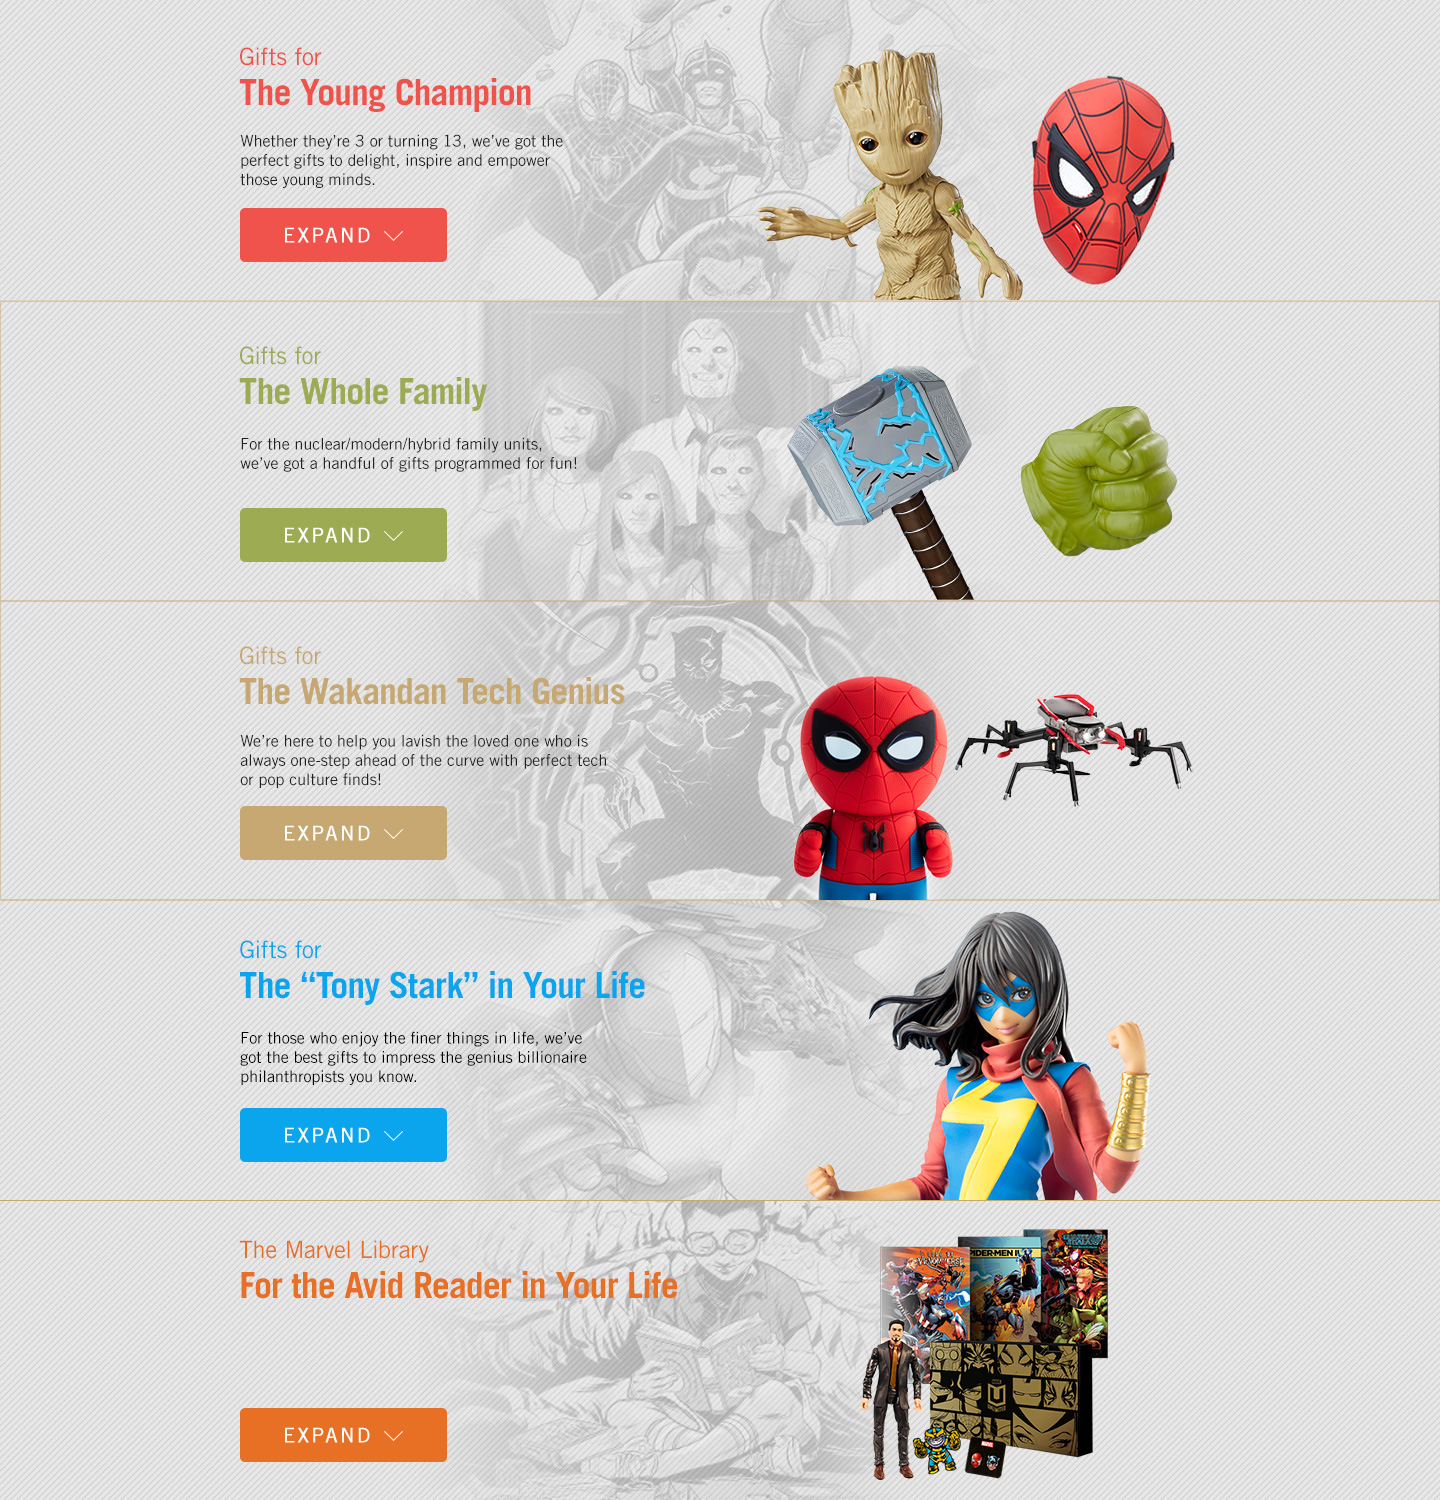 Gifts for
The Young Champion
Whether they’re 3 or turning 13, we’ve got the
perfect gifts to delight, inspire and empower
those young minds.
EXPAND
Gifts for
The Whole Family
For the nuclear/modern/hybrid family units,
we’ve got a handful of gifts programmed for fun!
EXPAND
Gifts for
The Wakandan Tech Genius
We’re here to help you lavish the loved one who is
always one-step ahead of the curve with perfect tech
or pop culture finds!
EXPAND
Gifts for
The “Tony Stark” in Your Life
For those who enjoy the finer things in life, we’ve
got the best gifts to impress the genius billionaire
philanthropists you know.
EXPAND
The Marvel Library
For the Avid Reader in Your Life
SPIDER-MEN II
U
MARVEL
EXPAND